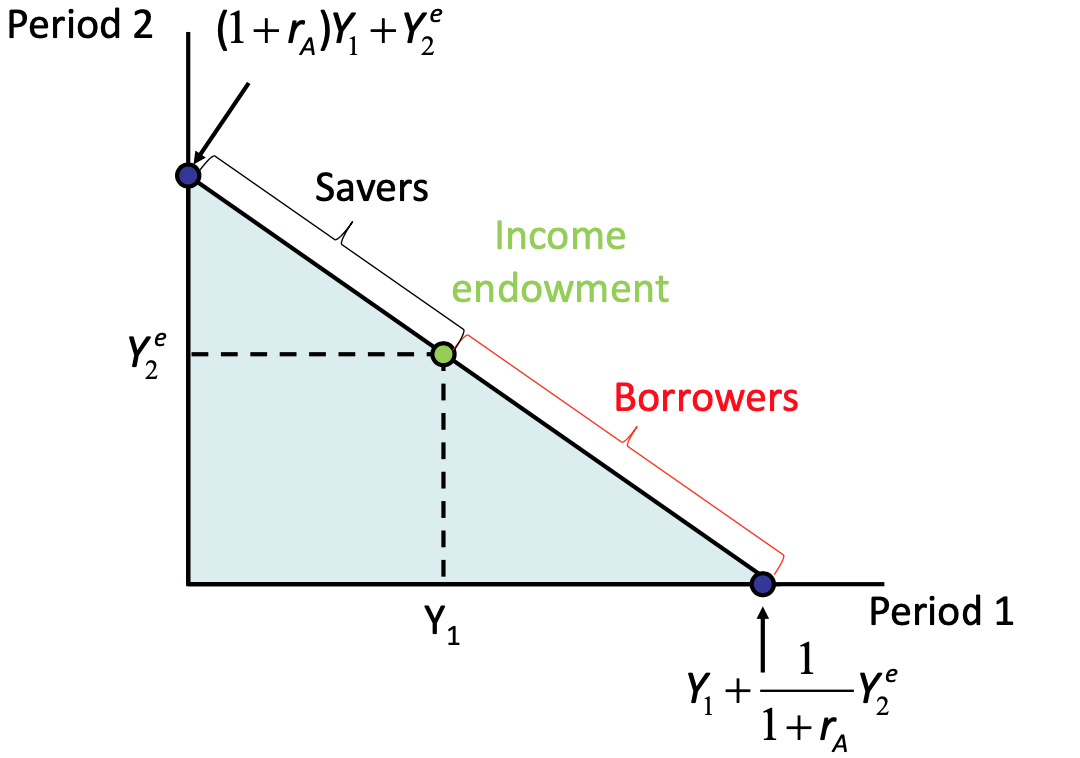 Period 2
(1+r_A)Y_1+Y_2^e
Savers
Income
endowment
Y_2^e
Borrowers
Y_1
Period 1
Y_1+\frac{1}{1+r_A}Y_2^e